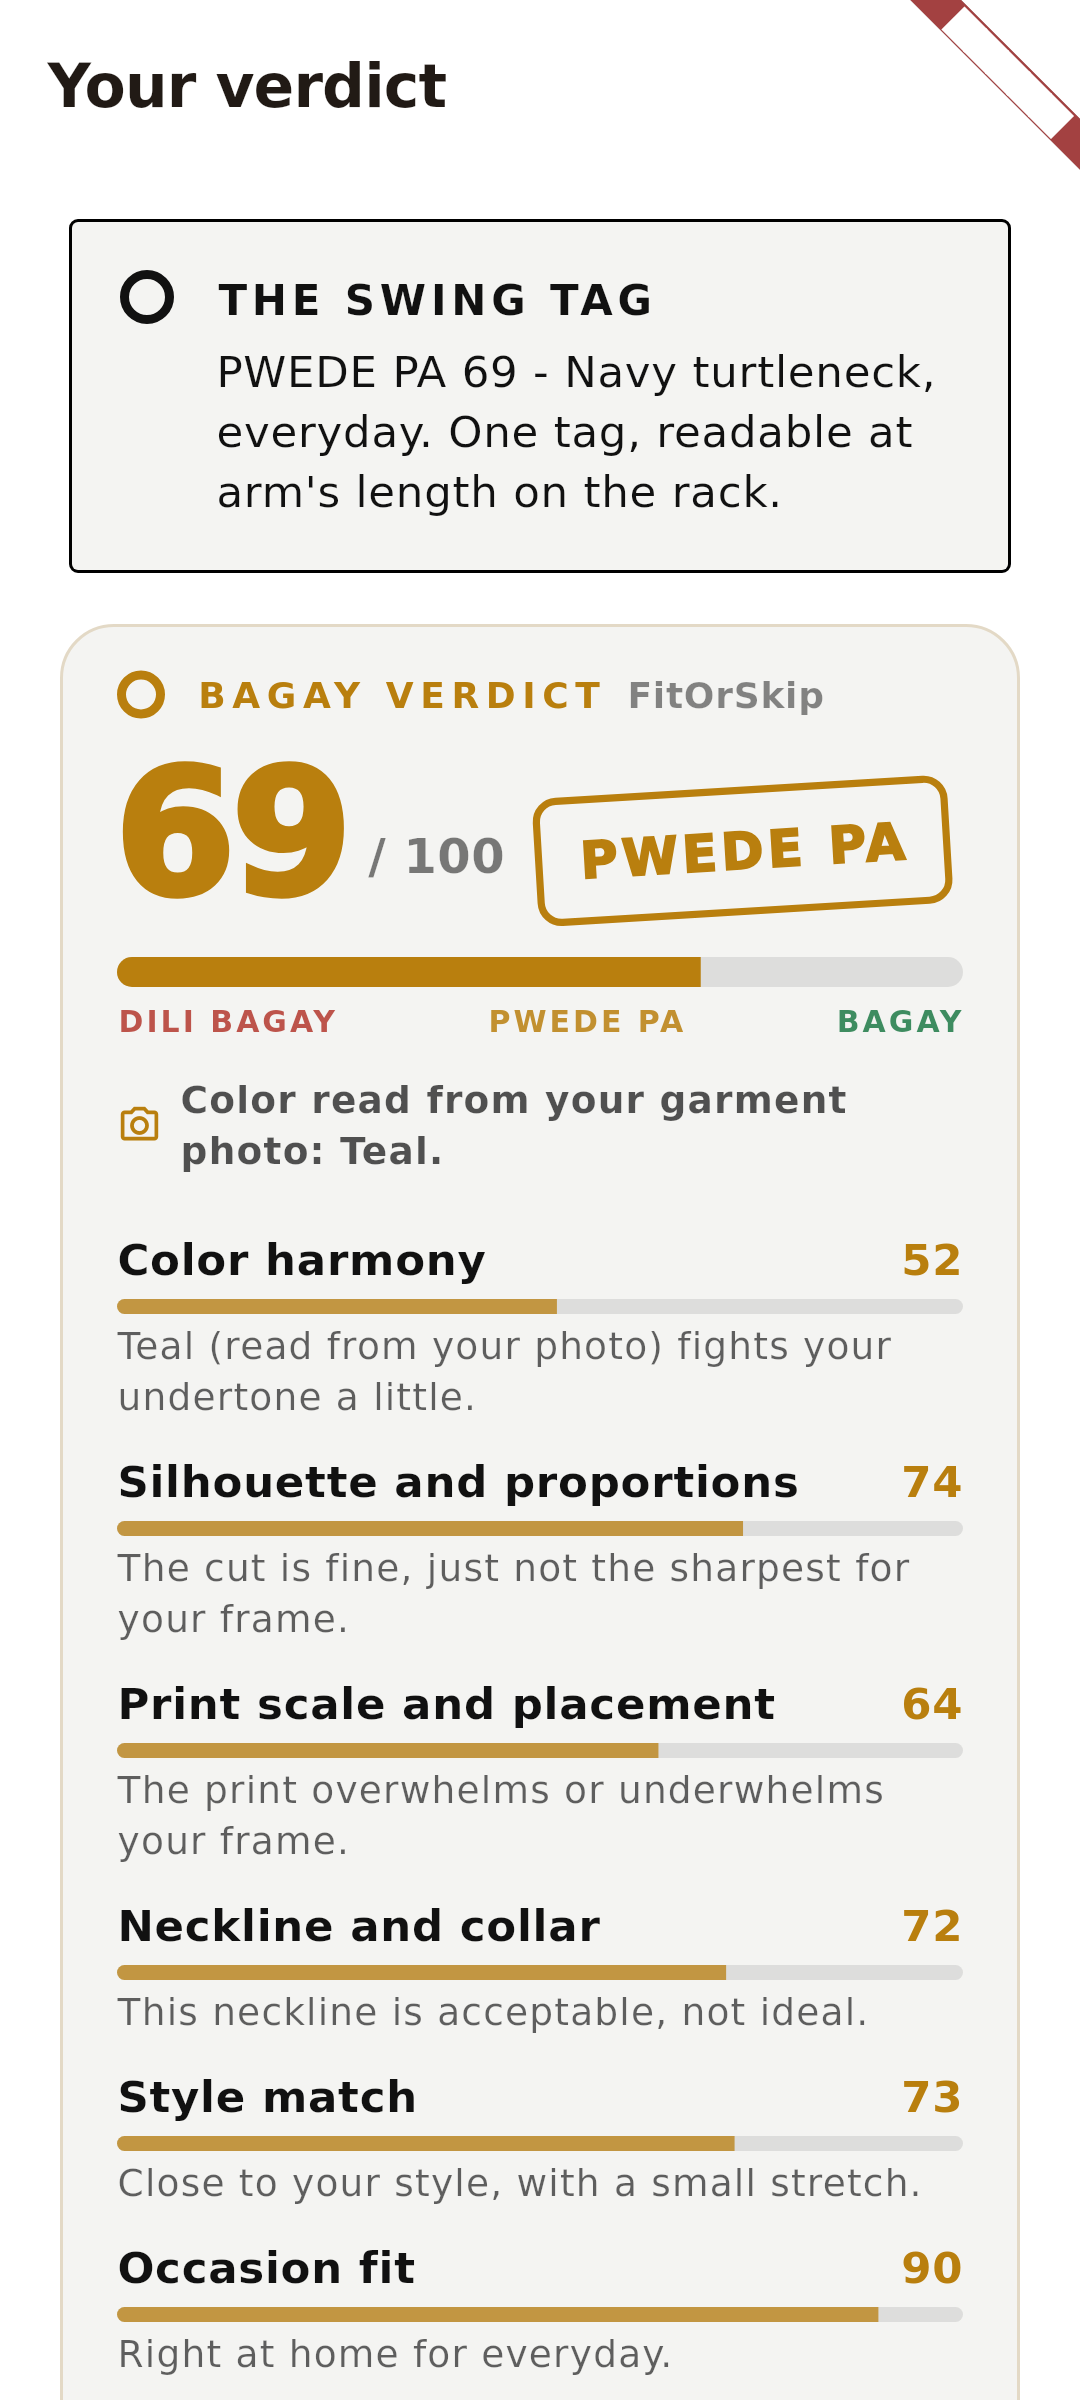 Your verdict
THE SWING TAG
PWEDE PA 69 - Navy turtleneck,
everyday. One tag, readable at
arm's length on the rack.
BAGAY VERDICT FitOrSkip
69 / 100 PWEDE PA
DILI BAGAY PWEDE PA BAGAY
Color read from your garment
photo: Teal.
Color harmony 52
Teal (read from your photo) fights your
undertone a little.
Silhouette and proportions 74
The cut is fine, just not the sharpest for
your frame.
Print scale and placement 64
The print overwhelms or underwhelms
your frame.
Neckline and collar 72
This neckline is acceptable, not ideal.
Style match 73
Close to your style, with a small stretch.
Occasion fit 90
Right at home for everyday.